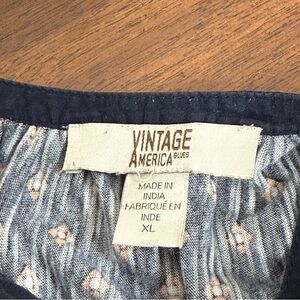 VINTAGE
AMERICA BLUES
MADE IN
INDIA
FABRIQUÉ EN
INDE
XL